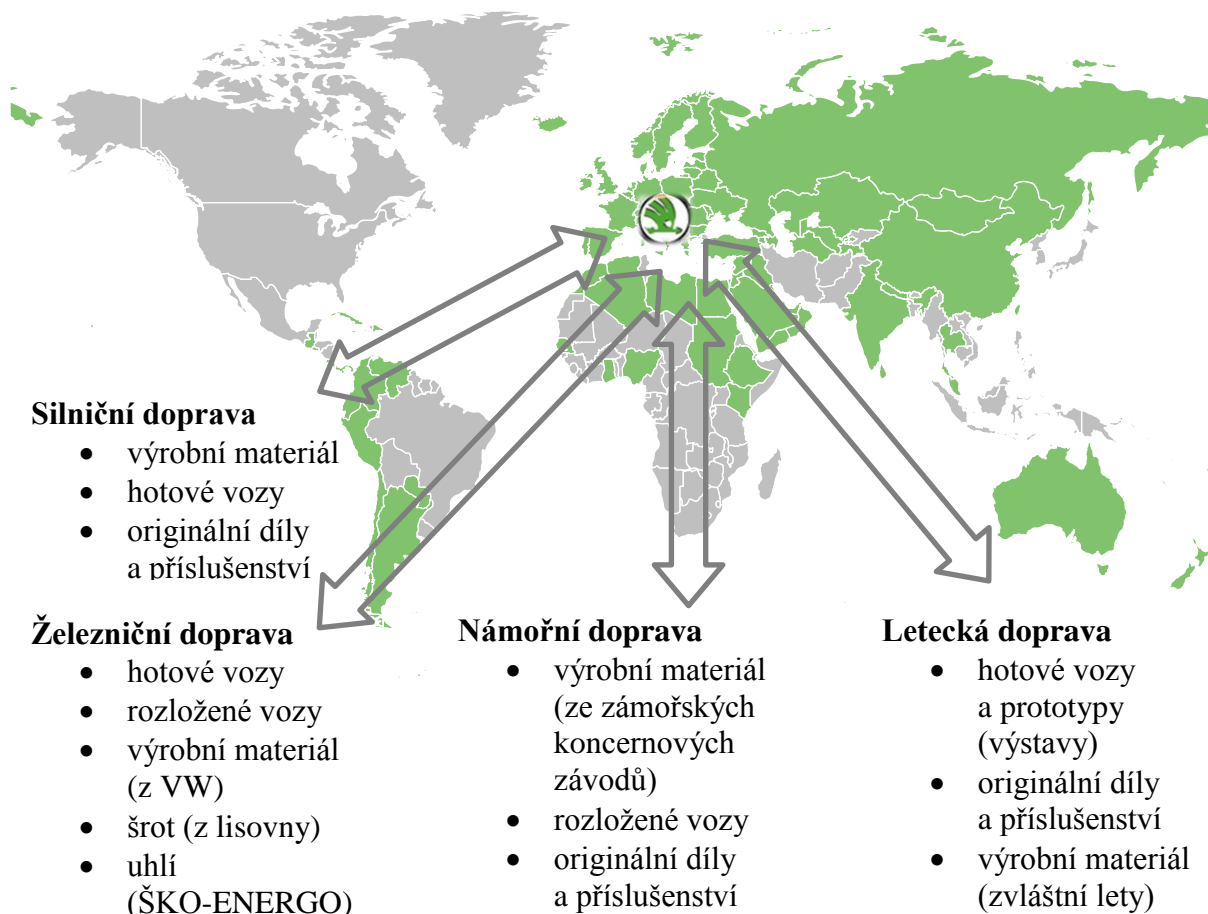 Silniční doprava
• výrobní materiál
• hotové vozy
• originální díly
a příslušenství
Železniční doprava
• hotové vozy
• rozložené vozy
• výrobní materiál
(z VW)
• šrot (z lisovny)
• uhlí
(ŠKO-ENERGO)
Námořní doprava
• výrobní materiál
(ze zámořských
koncernových
závodů)
• rozložené vozy
• originální díly
a příslušenství
Letecká doprava
• hotové vozy
a prototypy
(výstavy)
• originální díly
a příslušenství
• výrobní materiál
(zvláštní lety)